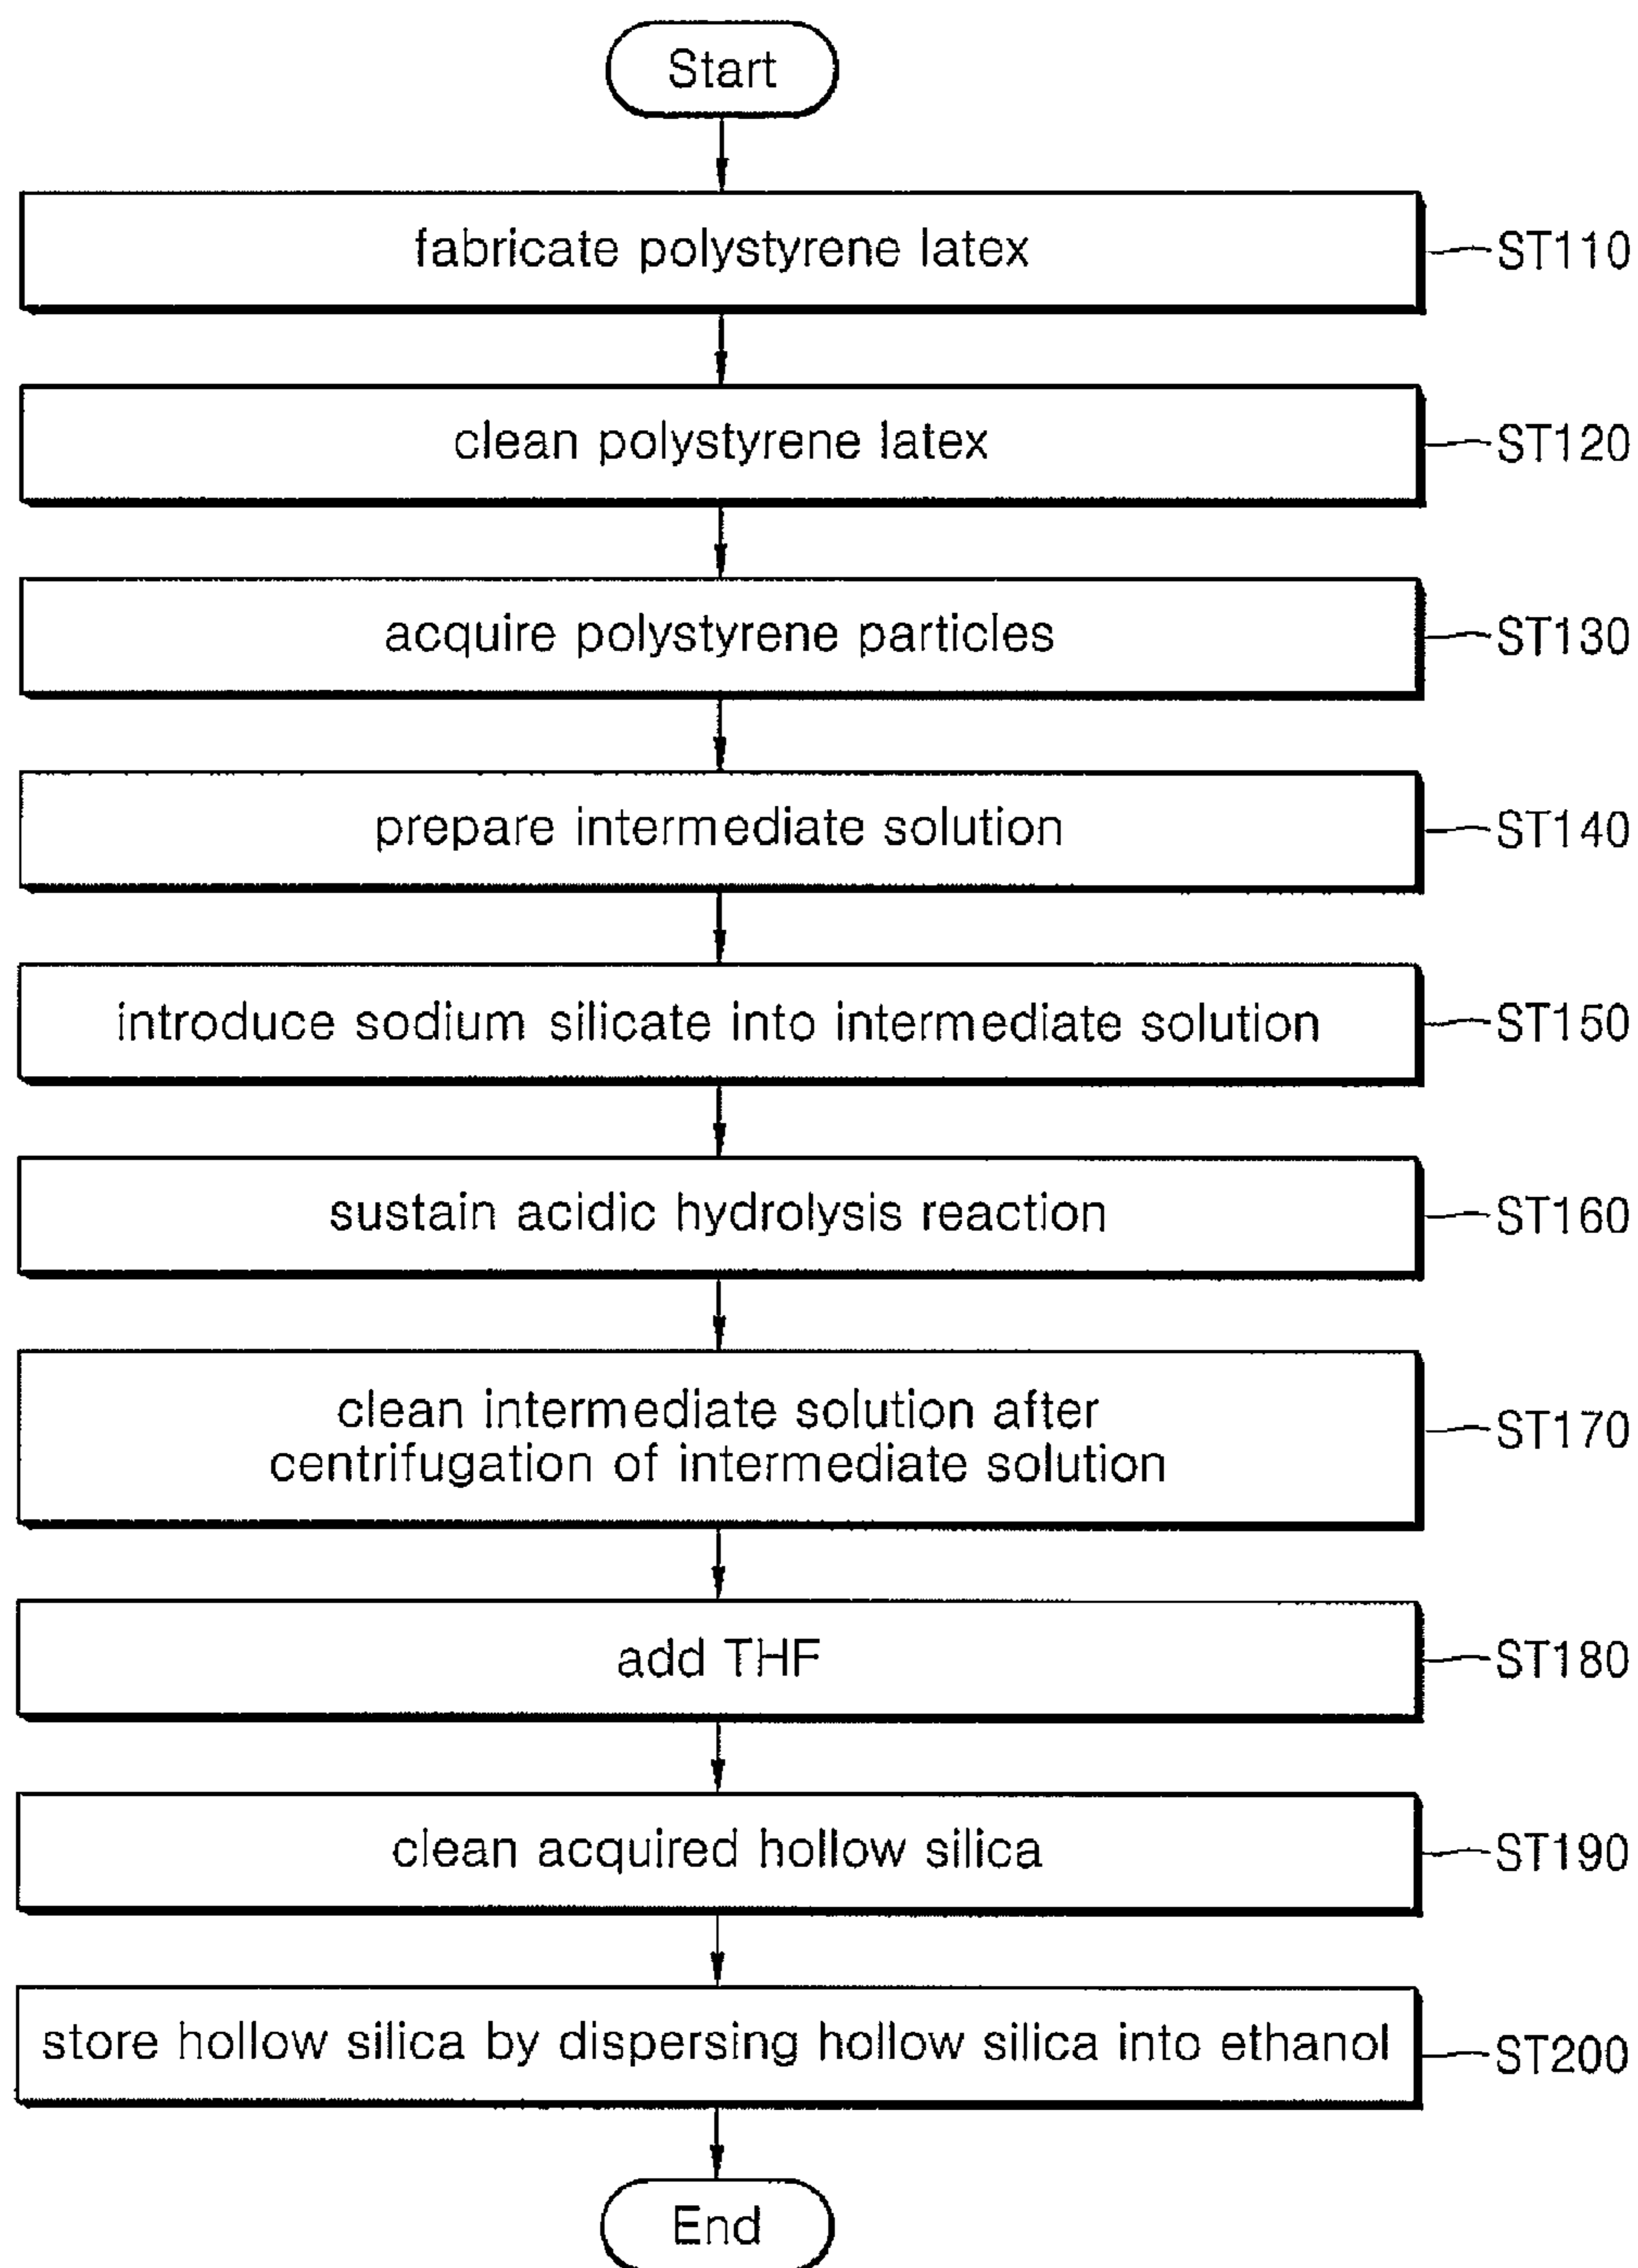 Start
fabricate polystyrene latex
ST110
clean polystyrene latex
ST120
acquire polystyrene particles
ST130
prepare intermediate solution
ST140
introduce sodium silicate into intermediate solution
ST150
sustain acidic hydrolysis reaction
ST160
clean intermediate solution after
centrifugation of intermediate solution
ST170
add THF
ST180
clean acquired hollow silica
ST190
store hollow silica by dispersing hollow silica into ethanol
ST200
End